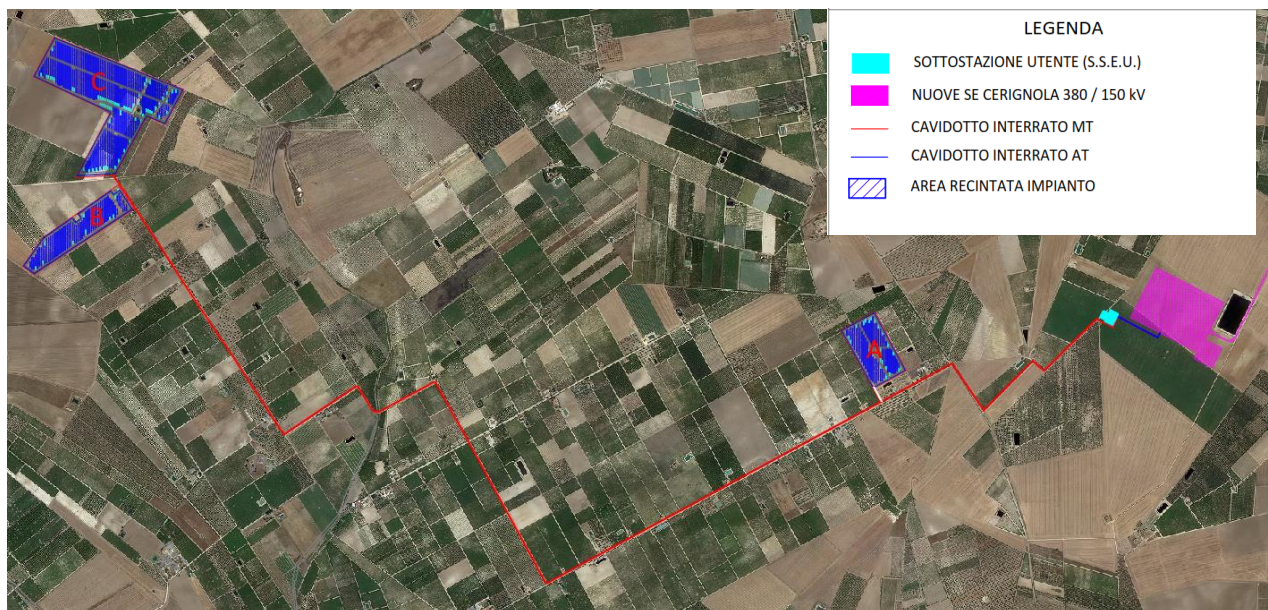 LEGENDA
SOTTOSTAZIONE UTENTE (S.S.E.U.)
NUOVE SE CERIGNOLA 380 / 150 kV
CAVIDOTTO INTERRATO MT
CAVIDOTTO INTERRATO AT
AREA RECINTATA IMPIANTO
C
B
A